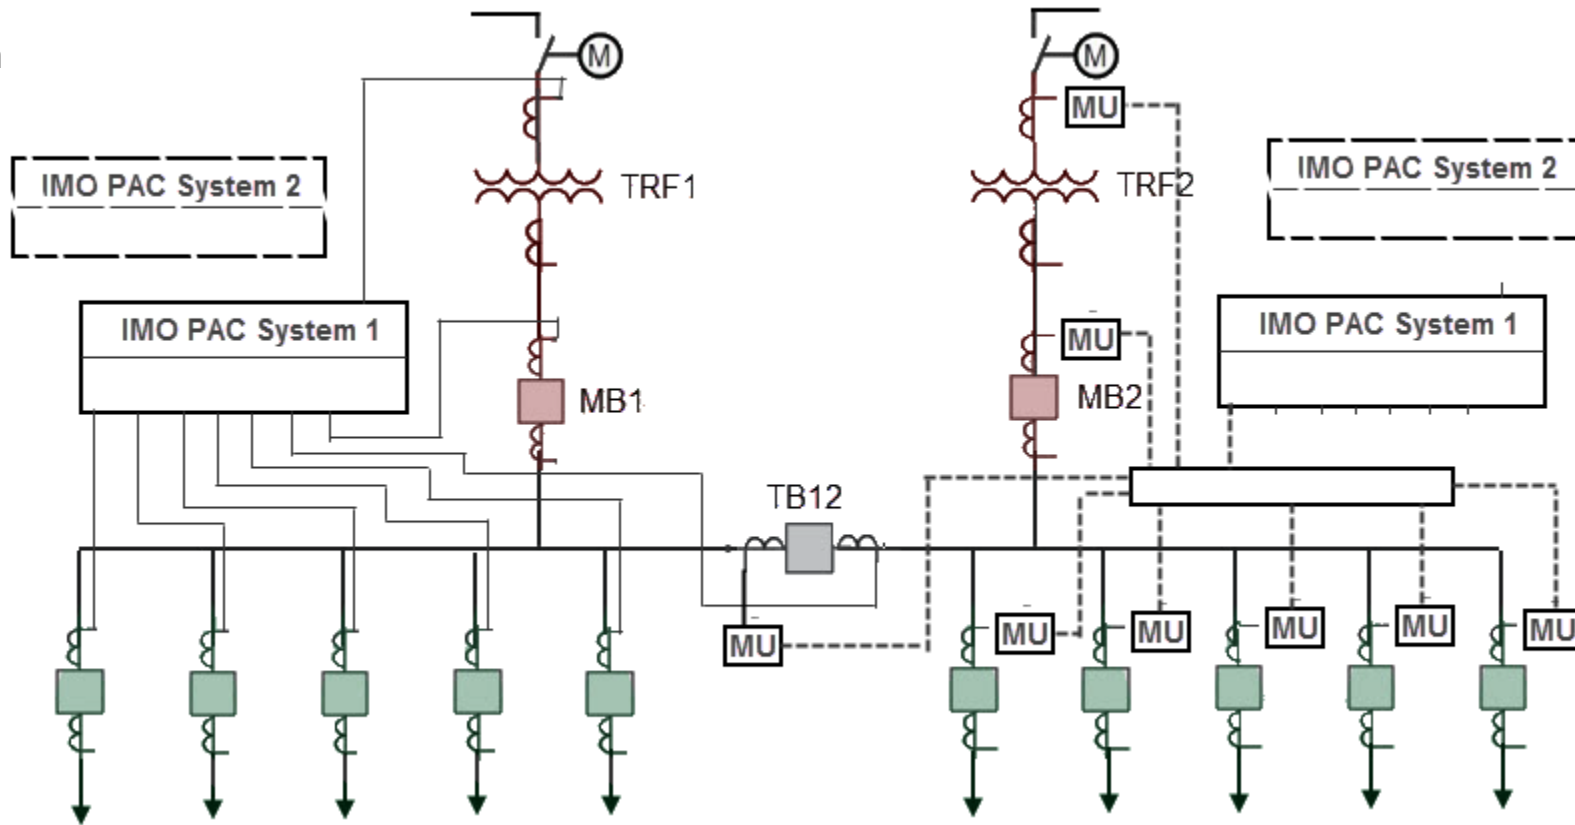 M
M
MU
IMO PAC System 2
TRF1
TRF2
IMO PAC System 2
IMO PAC System 1
MU
IMO PAC System 1
MB1
MB2
TB12
MU
MU
MU
MU
MU
MU